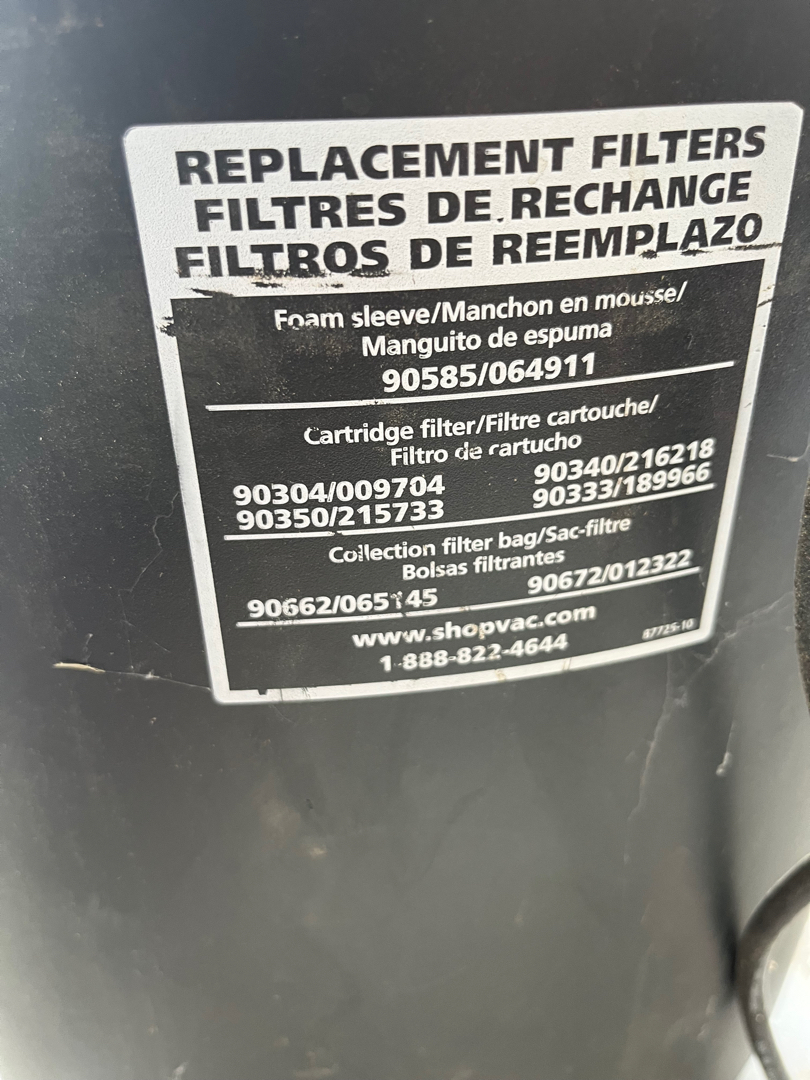 REPLACEMENT FILTERS
FILTRES DE RECHANGE
FILTROS DE REEMPLAZO
Foam sleeve/Manchon en mousse/
Manguito de espuma
90585/064911
Cartridge filter/Filtre cartouche/
Filtro de cartucho
90304/009704 90340/216218
90350/215733 90333/189966
Collection filter bag/Sac-filtre
Bolsas filtrantes
90662/065145 90672/012322
www.shopvac.com
1-888-822-4644
87725-10